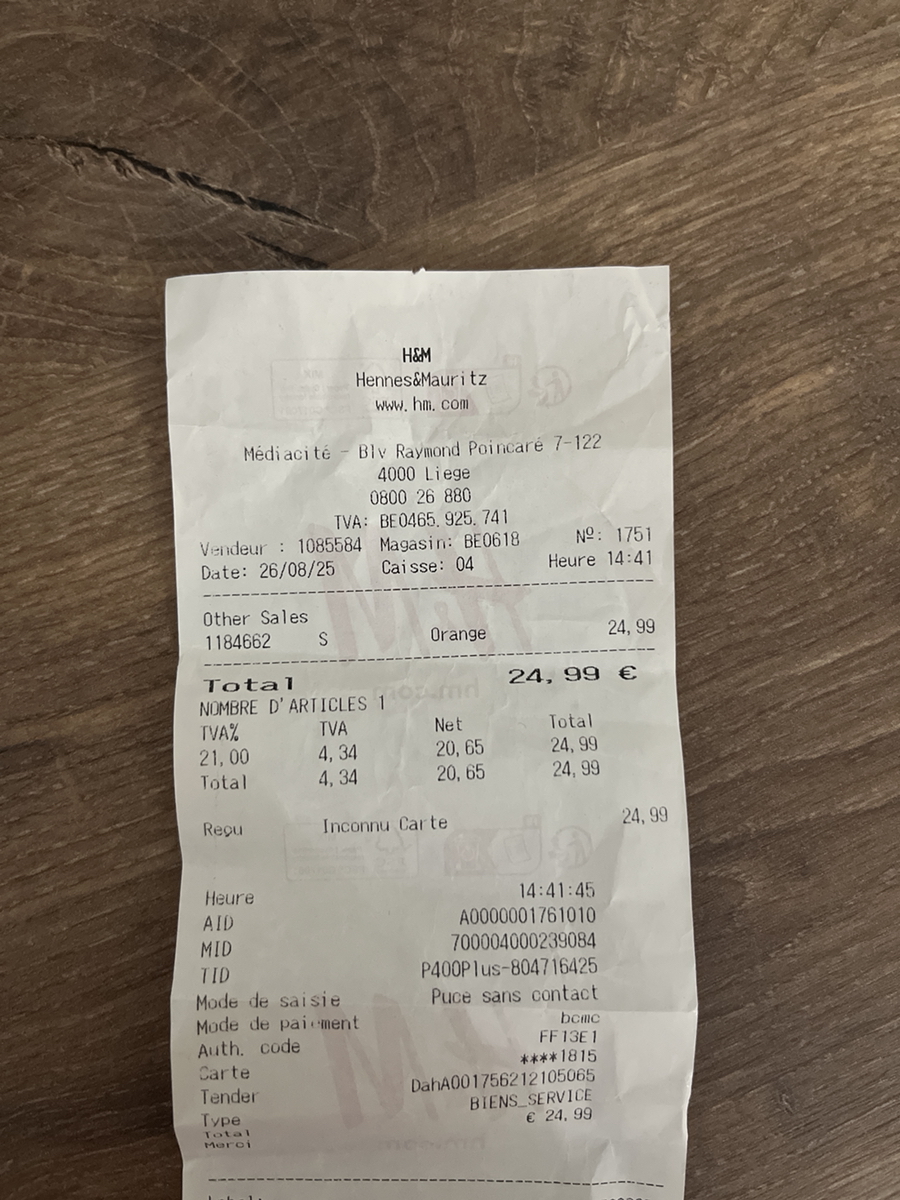 H&M
Hennes&Mauritz
www.hm.com
Médiacité - Blv Raymond Poincaré 7-122
4000 Liege
0800 26 880
TVA: BE0465.925.741
Vendeur : 1085584 Magasin: BE0618 Nº: 1751
Date: 26/08/25 Caisse: 04 Heure 14:41
Other Sales
1184662 S Orange 24,99
Total 24,99 €
NOMBRE D'ARTICLES 1
TVA% TVA Net Total
21,00 4,34 20,65 24,99
Total 4,34 20,65 24,99
Reçu Inconnu Carte 24,99
Heure 14:41:45
AID A0000001761010
MID 700004000239084
TID P400Plus-804716425
Mode de saisie Puce sans contact
Mode de paiement bcmc
Auth. code FF13E1
Carte ****1815
Tender DahA001756212105065
Type BIENS_SERVICE
Total € 24,99
Merci